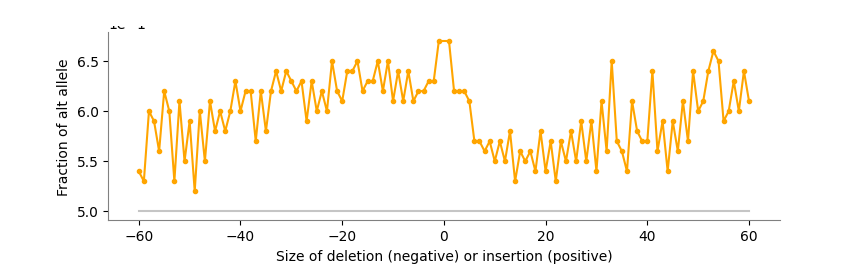 6.5
6.0
5.5
5.0
Fraction of alt allele
−60 −40 −20 0 20 40 60
Size of deletion (negative) or insertion (positive)